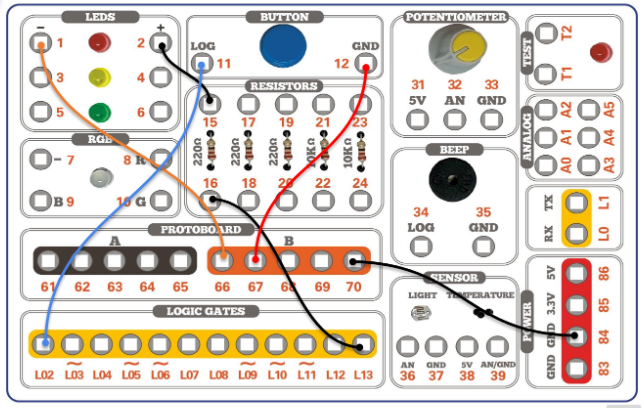 LEDS
BUTTON
POTENTIOMETER
TEST
- +
1 2
3 4
5 6
LOG 11
12 GND
31 32 33
5V AN GND
T2
T1
RESISTORS
15 17 19 21 23
220Ω 220Ω 220Ω 10KΩ 10KΩ
16 18 20 22 24
RGB
- 7 8 R
B 9 10 G
BEEP
34 35
LOG GND
ANALOG
A2 A5
A1 A4
A0 A3
TX L1
RX L0
PROTOBOARD
A B
61 62 63 64 65 66 67 68 69 70
SENSOR
LIGHT TEMPERATURE
AN GND 5V AN/GND
36 37 38 39
POWER
5V 86
3.3V 85
GND 84
GND 83
LOGIC GATES
L02 L03 L04 L05 L06 L07 L08 L09 L10 L11 L12 L13